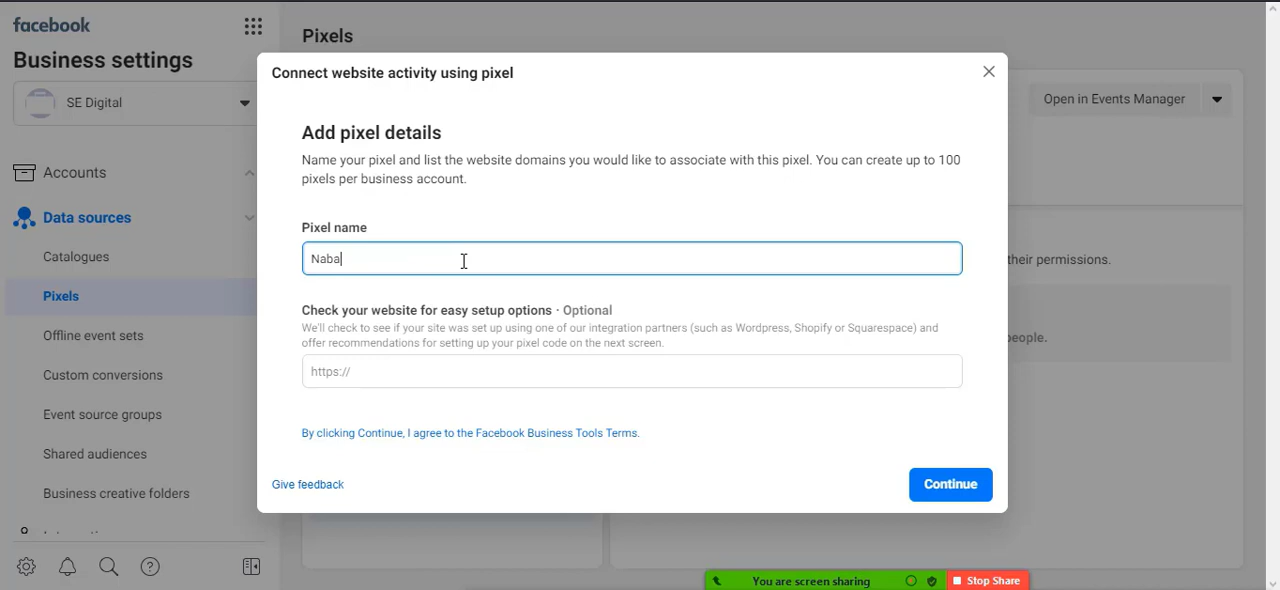 facebook
Business settings
SE Digital
Accounts
Data sources
Catalogues
Pixels
Offline event sets
Custom conversions
Event source groups
Shared audiences
Business creative folders
Pixels
Open in Events Manager
their permissions.
people.
Connect website activity using pixel
Add pixel details
Name your pixel and list the website domains you would like to associate with this pixel. You can create up to 100
pixels per business account.
Pixel name
Naba
Check your website for easy setup options · Optional
We'll check to see if your site was set up using one of our integration partners (such as Wordpress, Shopify or Squarespace) and
offer recommendations for setting up your pixel code on the next screen.
https://
By clicking Continue, I agree to the Facebook Business Tools Terms.
Give feedback
Continue
You are screen sharing
Stop Share